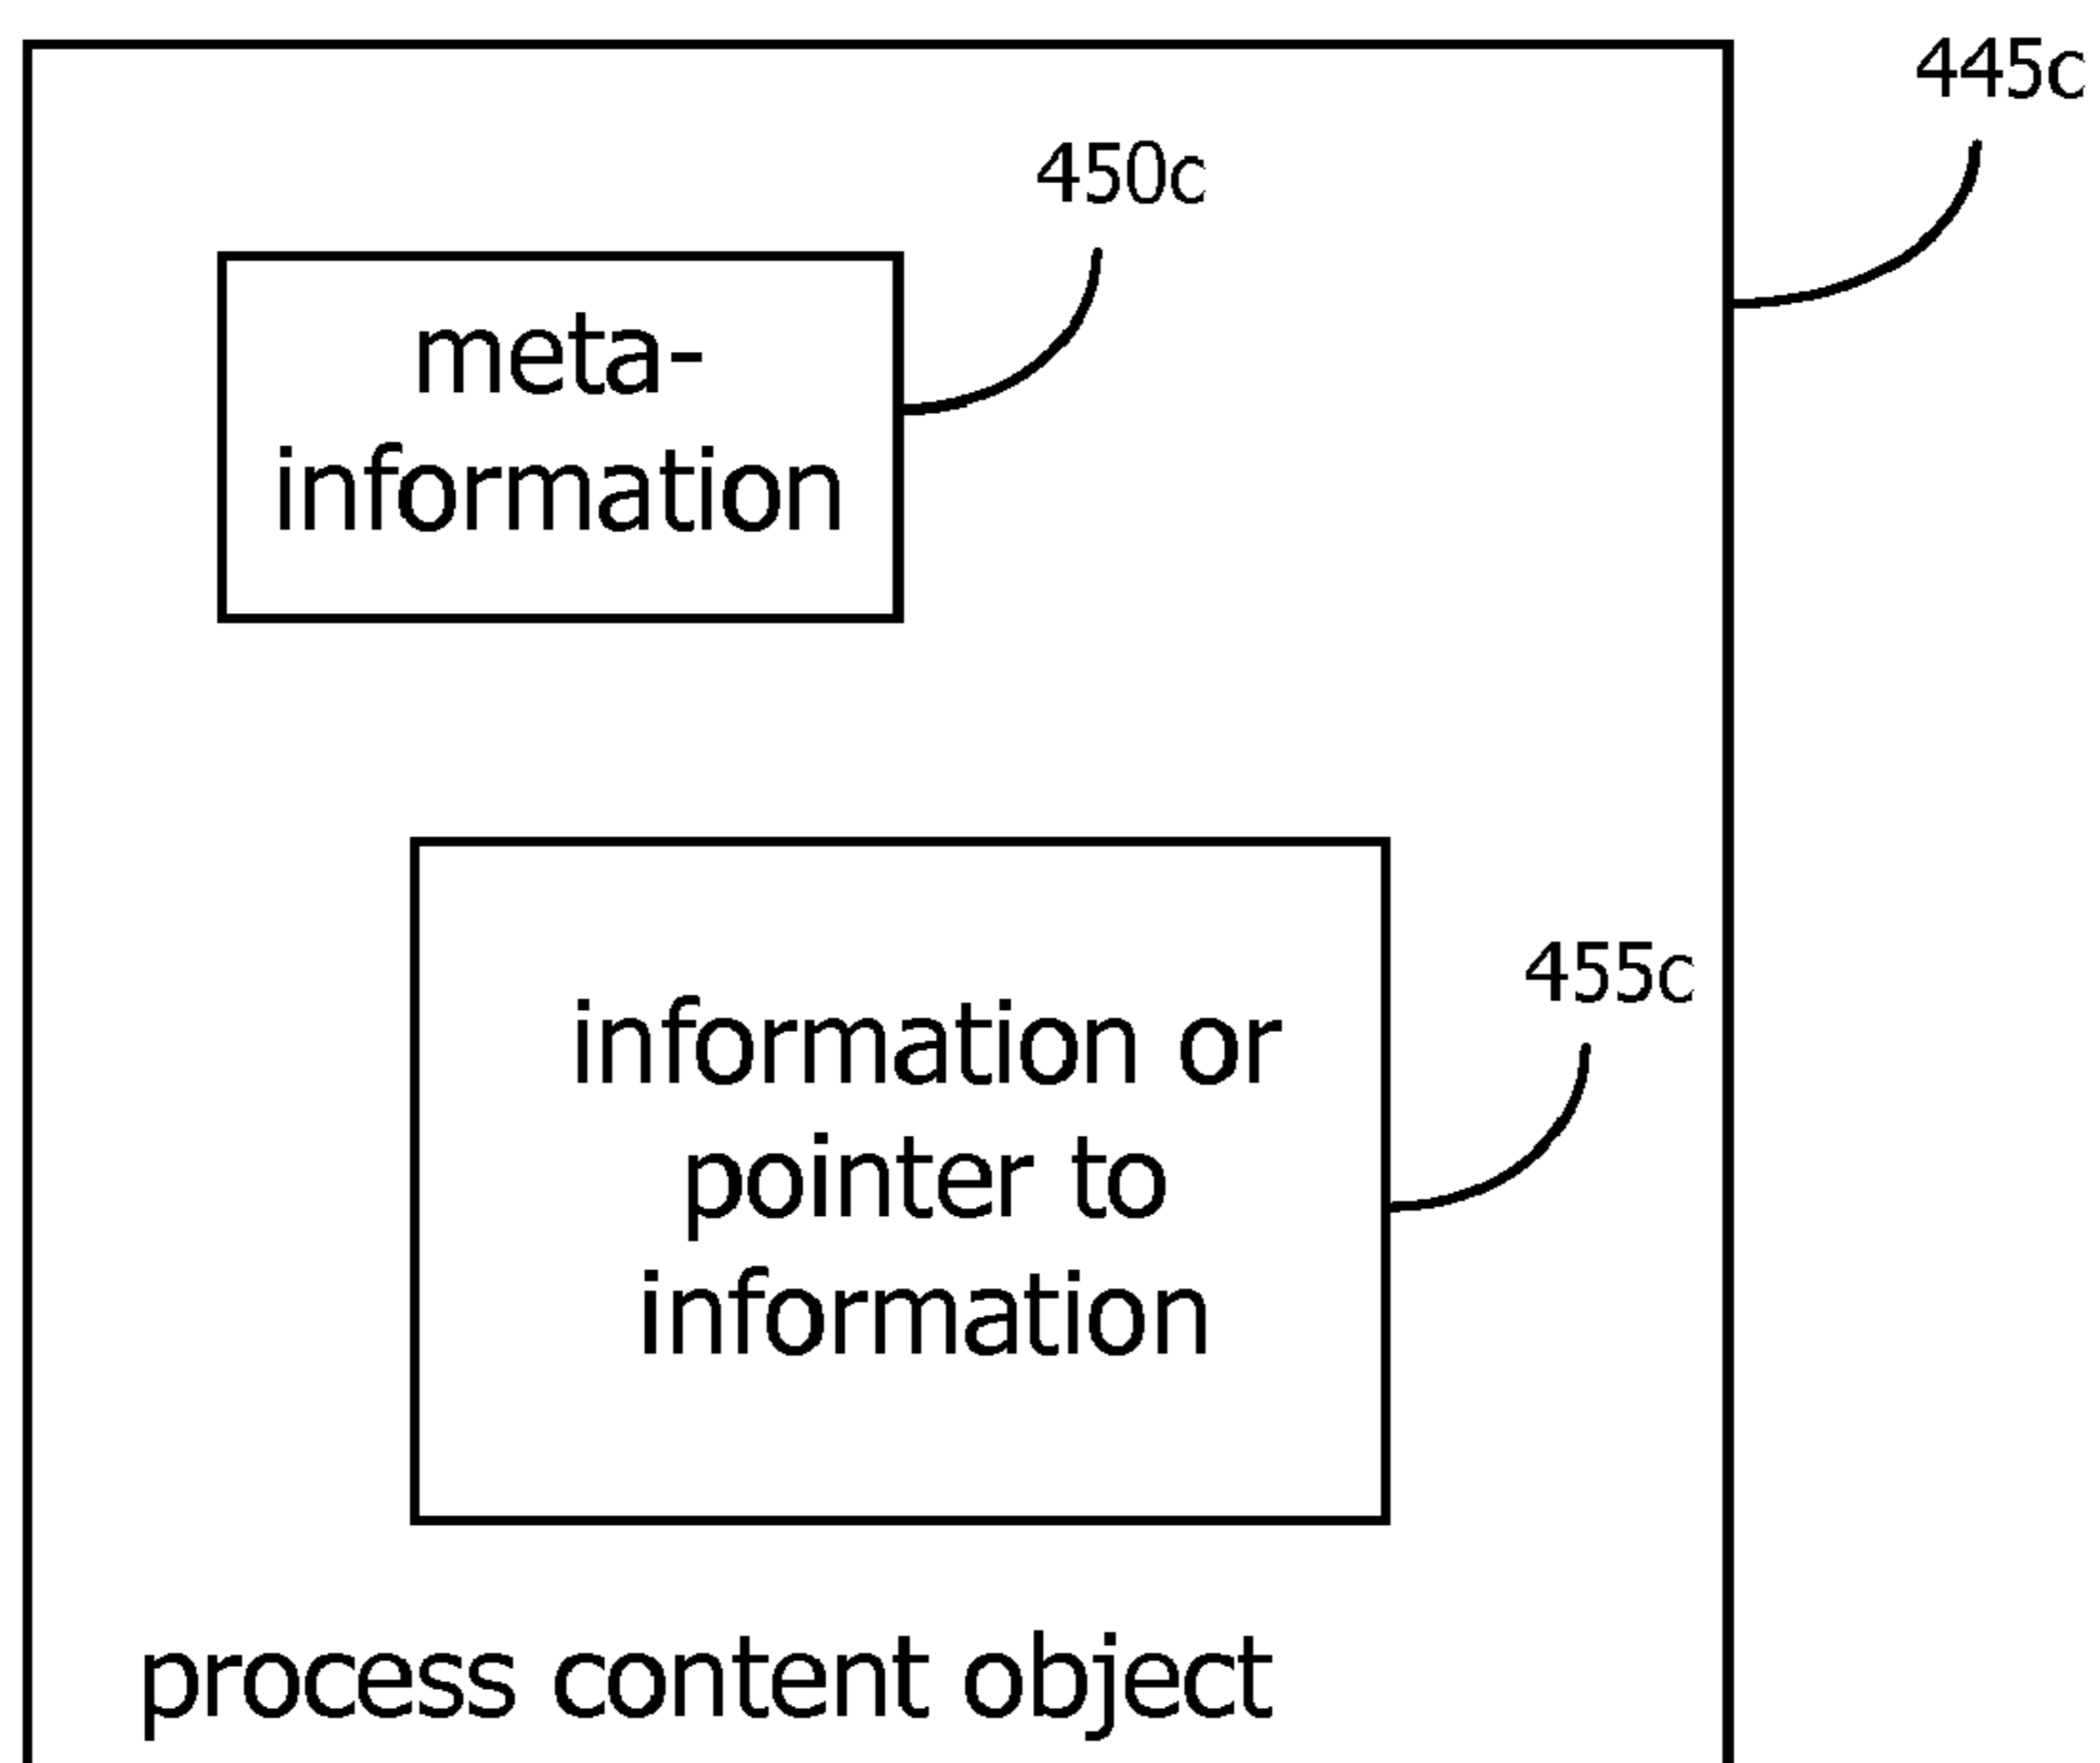 445c
450c
meta-
information
455c
information or
pointer to
information
process content object